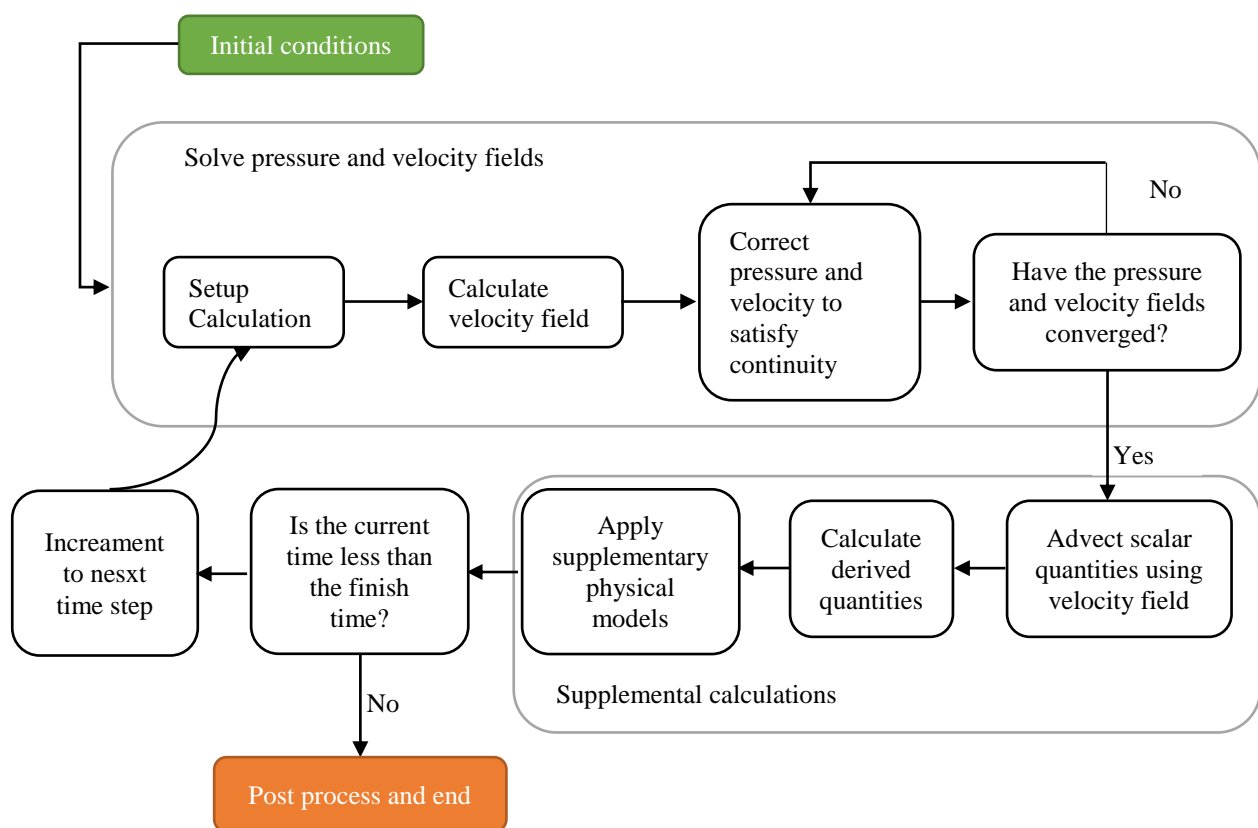 Initial conditions
Solve pressure and velocity fields
No
Setup
Calculation
Calculate
velocity field
Correct
pressure and
velocity to
satisfy
continuity
Have the pressure
and velocity fields
converged?
Yes
Advect scalar
quantities using
velocity field
Calculate
derived
quantities
Apply
supplementary
physical
models
Is the current
time less than
the finish
time?
Increament
to nesxt
time step
Supplemental calculations
No
Post process and end